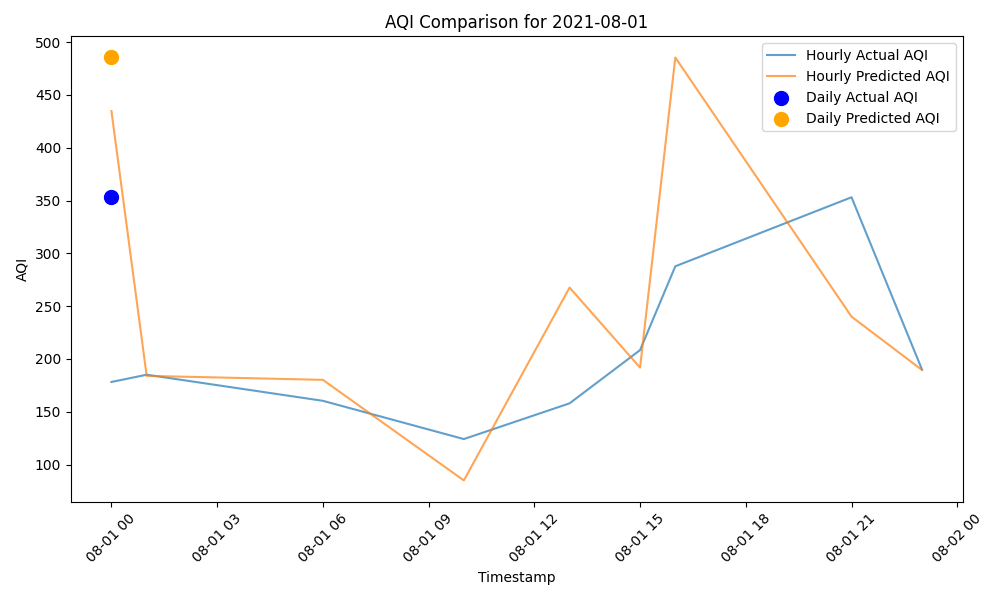 AQI Comparison for 2021-08-01
Hourly Actual AQI
Hourly Predicted AQI
Daily Actual AQI
Daily Predicted AQI
500
450
400
350
300
250
200
150
100
AQI
08-01 00
08-01 03
08-01 06
08-01 09
08-01 12
08-01 15
08-01 18
08-01 21
08-02 00
Timestamp